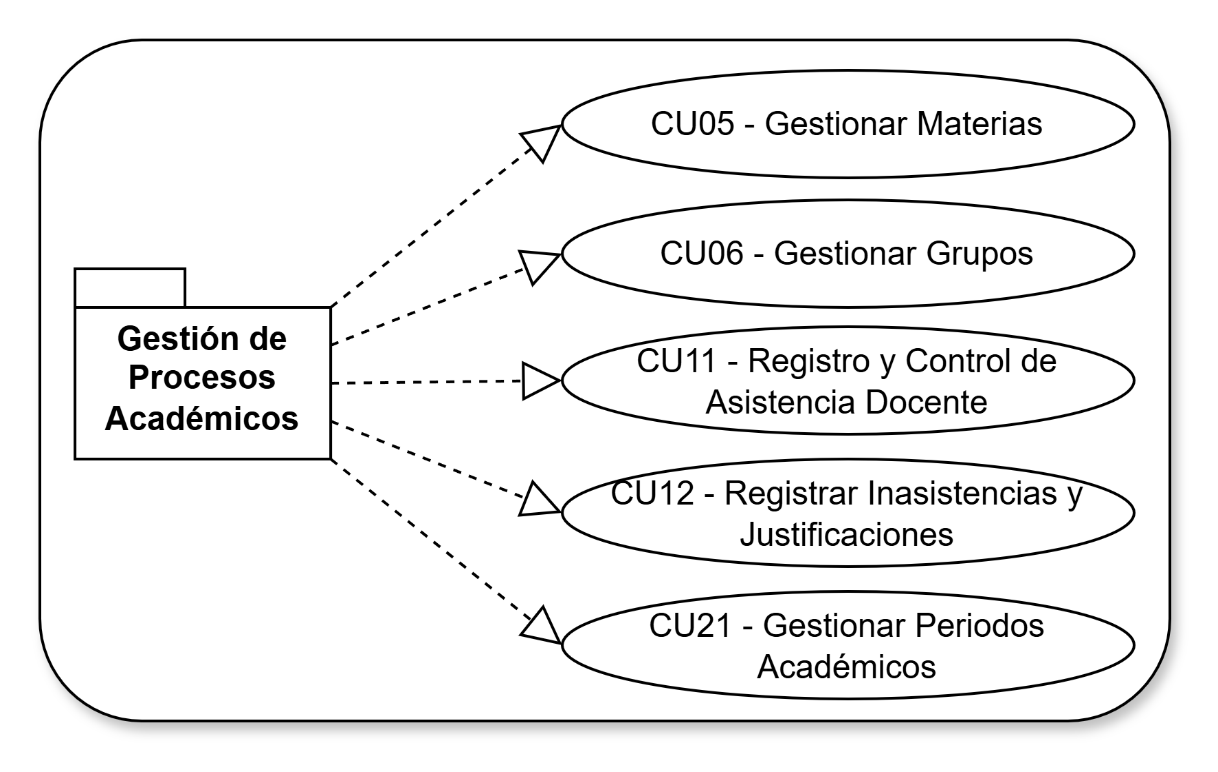 CU05 - Gestionar Materias
CU06 - Gestionar Grupos
Gestión de
Procesos
Académicos
CU11 - Registro y Control de
Asistencia Docente
CU12 - Registrar Inasistencias y
Justificaciones
CU21 - Gestionar Periodos
Académicos